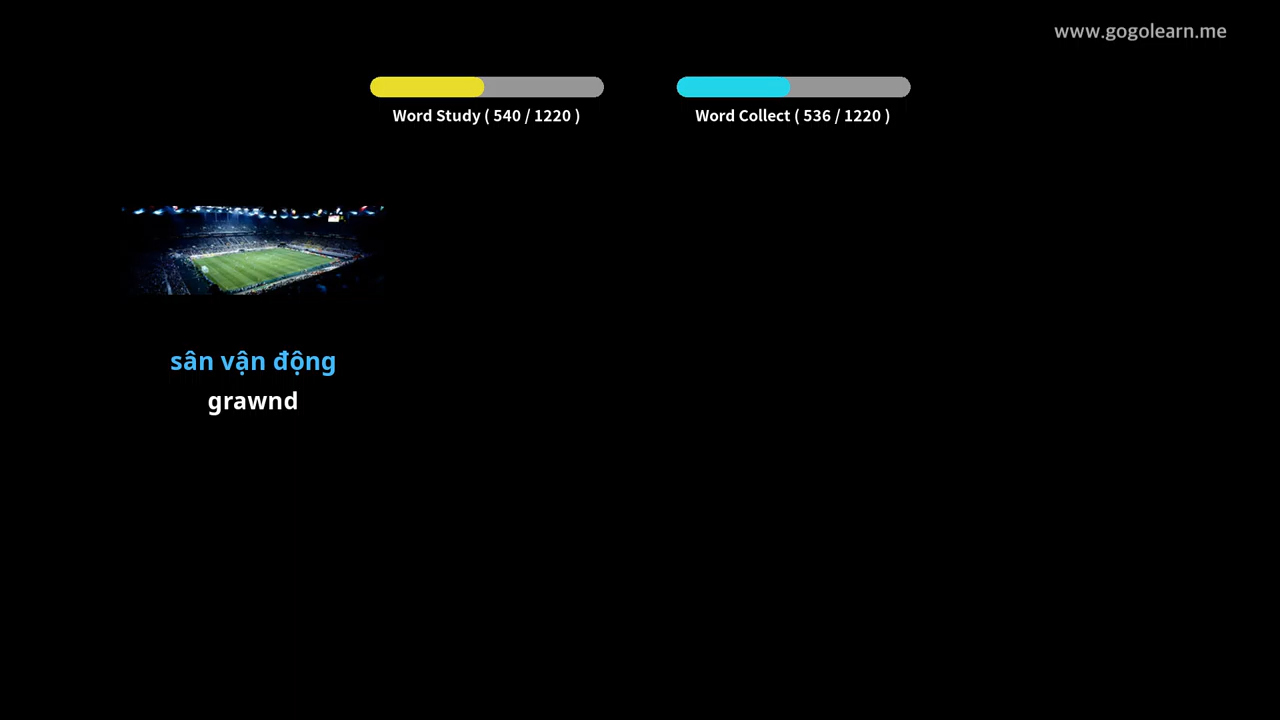 www.gogolearn.me
Word Study ( 540 / 1220 )
Word Collect ( 536 / 1220 )
sân vận động
grawnd